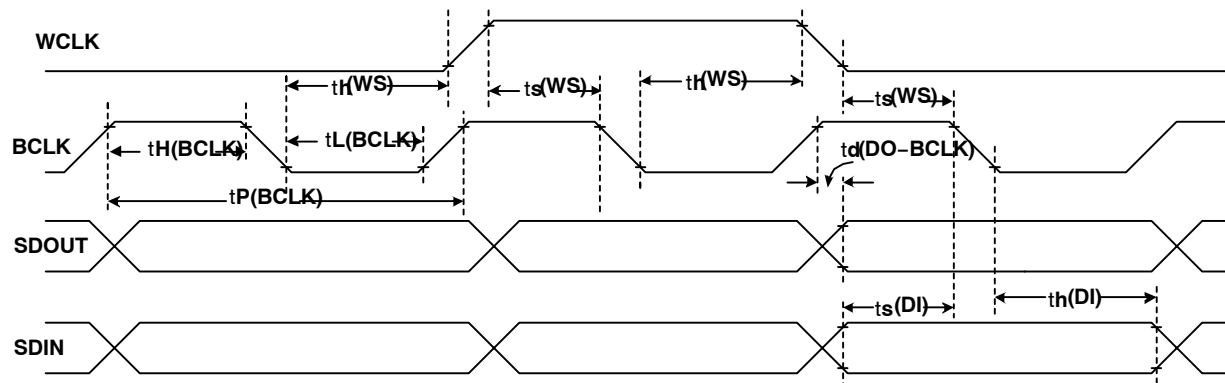 WCLK
th(WS)
ts(WS)
th(WS)
ts(WS)
BCLK
tH(BCLK)
tL(BCLK)
td(DO−BCLK)
tP(BCLK)
SDOUT
ts(DI)
th(DI)
SDIN